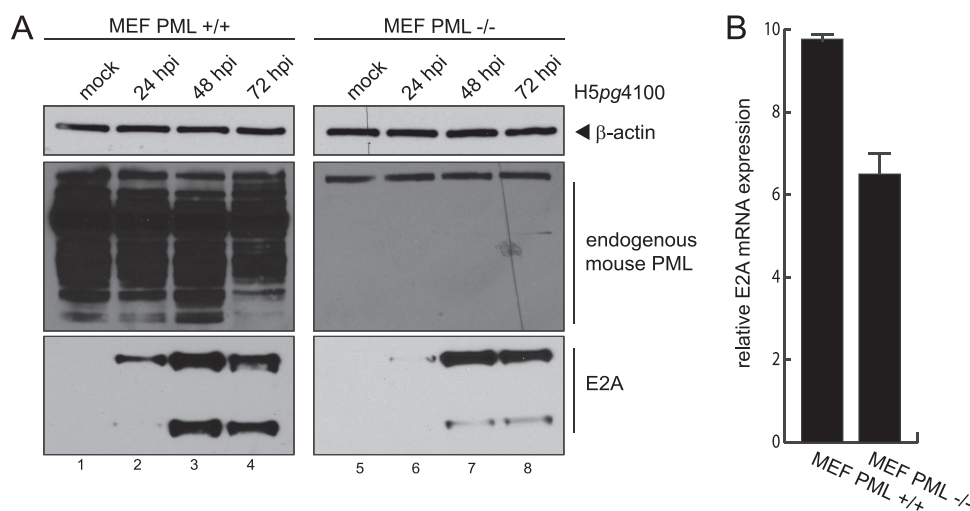 A
MEF PML +/+
MEF PML -/-
mock
24 hpi
48 hpi
72 hpi
mock
24 hpi
48 hpi
72 hpi
H5pg4100
◄ β-actin
endogenous
mouse PML
E2A
1 2 3 4 5 6 7 8
B
relative E2A mRNA expression
10
8
6
4
2
0
MEF PML +/+
MEF PML -/-